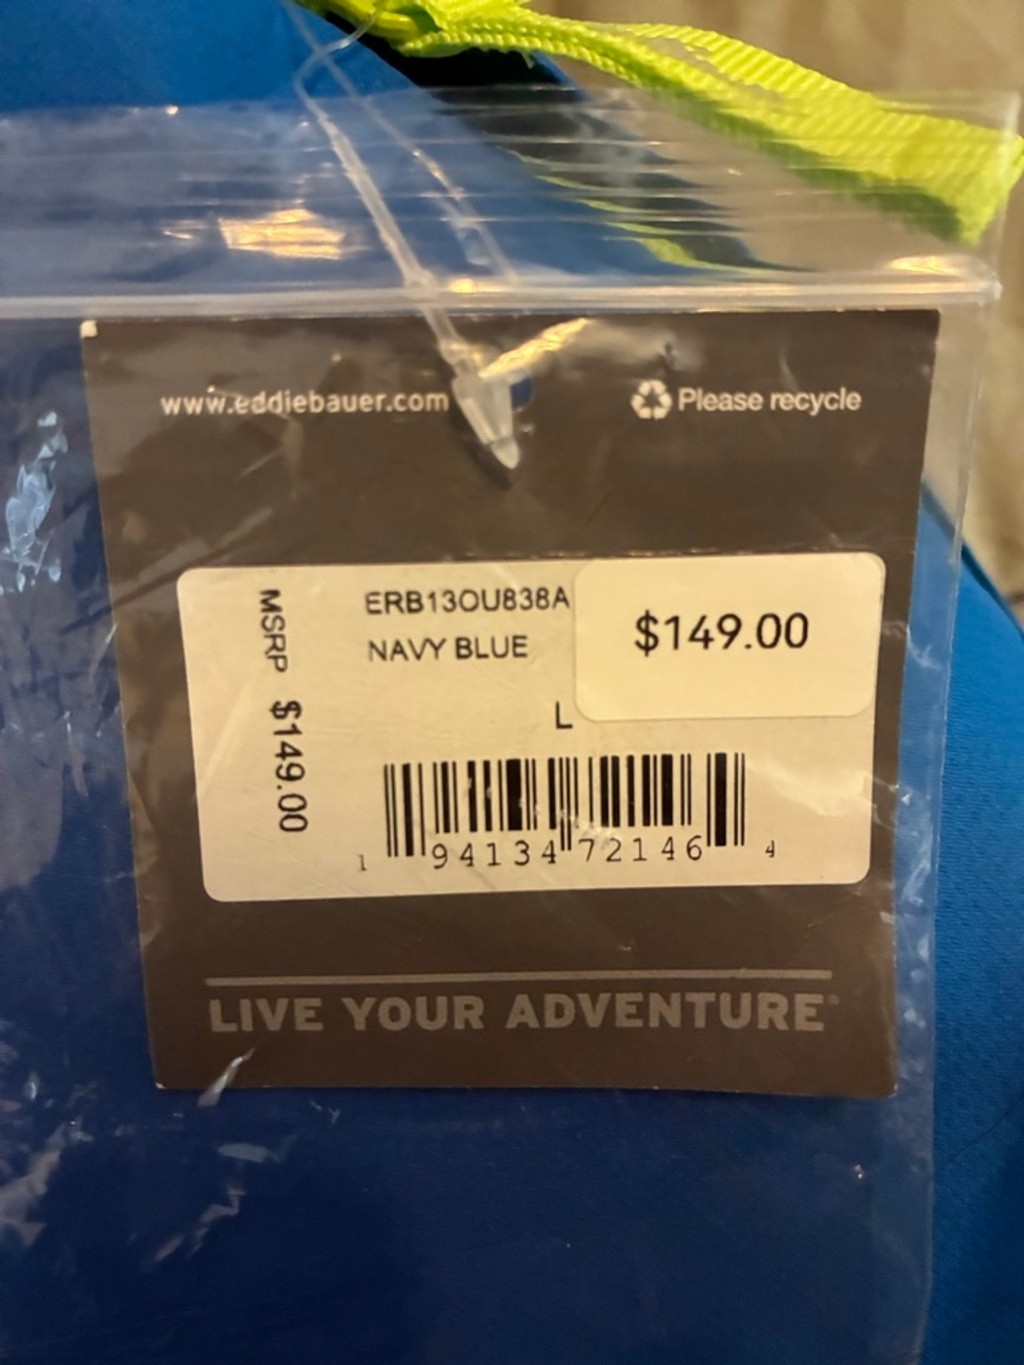 www.eddiebauer.com
Please recycle
MSRP $149.00
ERB13OU838A
NAVY BLUE
$149.00
L
1 94134 72146 4
LIVE YOUR ADVENTURE®